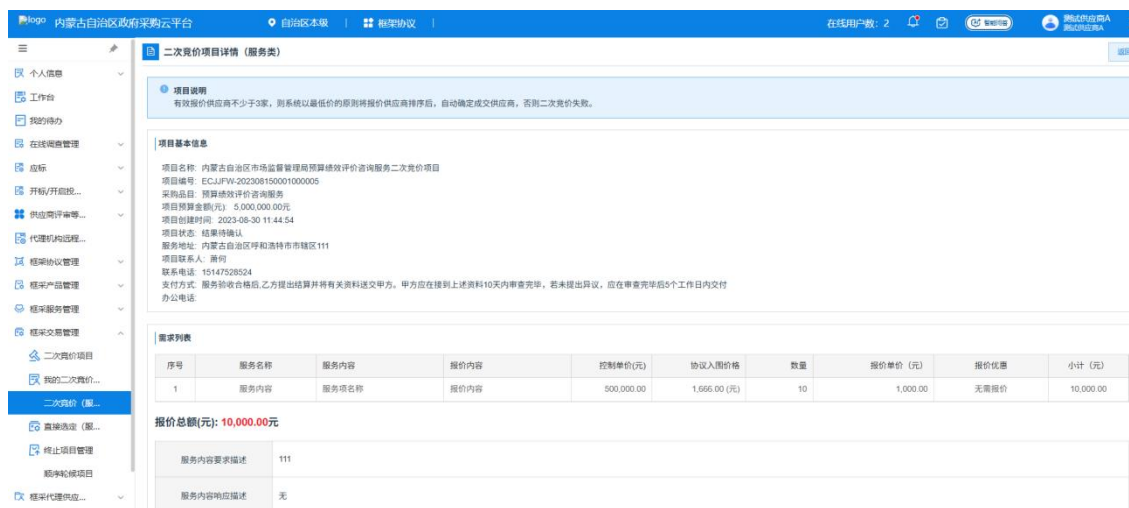 logo 内蒙古自治区政府采购云平台
自治区本级 | 框架协议 |
在线用户数: 2
智能问答
测试供应商A
测试供应商A
个人信息
工作台
我的待办
在线调查管理
应标
开标/开启投...
供应商评审等...
代理机构远程...
框架协议管理
框采产品管理
框采服务管理
框采交易管理
二次竞价项目
我的二次竞价...
二次竞价（服...
直接选定（服...
终止项目管理
顺序轮候项目
框采代理供应...
二次竞价项目详情（服务类）
项目说明
有效报价供应商不少于3家，则系统以最低价的原则将报价供应商排序后，自动确定成交供应商，否则二次竞价失败。
项目基本信息
项目名称: 内蒙古自治区市场监督管理局预算绩效评价咨询服务二次竞价项目
项目编号: ECJJFW-202308150001000005
采购品目: 预算绩效评价咨询服务
项目预算金额(元): 5,000,000.00元
项目创建时间: 2023-08-30 11:44:54
项目状态: 结果待确认
服务地址: 内蒙古自治区呼和浩特市市辖区111
项目联系人: 萧何
联系电话: 15147528524
支付方式: 服务验收合格后,乙方提出结算并将有关资料送交甲方。甲方应在接到上述资料10天内审查完毕，若未提出异议，应在审查完毕后5个工作日内交付
办公电话:
需求列表
序号 服务名称 服务内容 报价内容 控制单价(元) 协议入围价格 数量 报价单价（元） 报价优惠 小计（元）
1 服务内容 服务项名称 报价内容 500,000.00 1,666.00 (元) 10 1,000.00 无需报价 10,000.00
报价总额(元): 10,000.00元
服务内容要求描述 111
服务内容响应描述 无